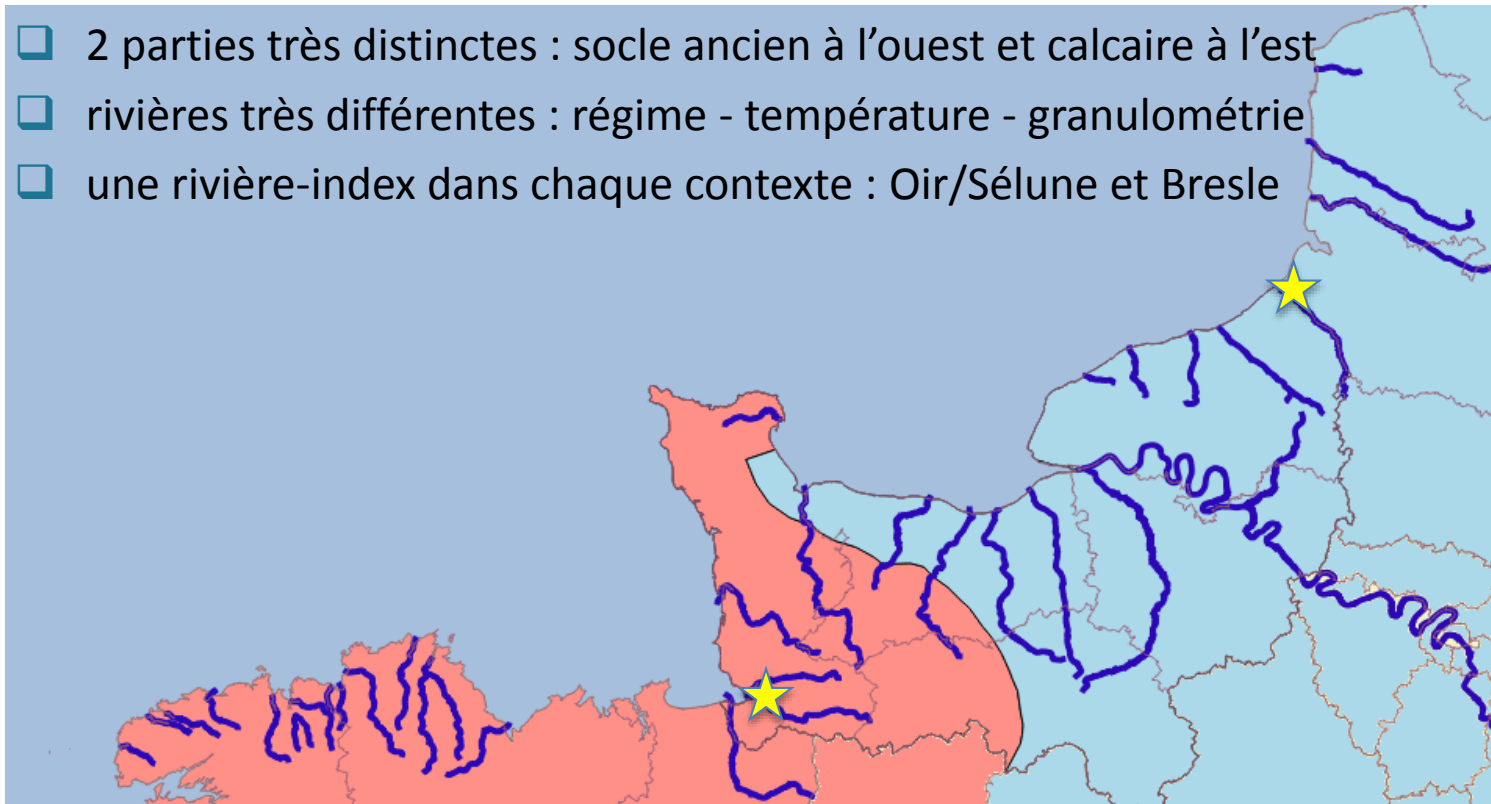 2 parties très distinctes : socle ancien à l’ouest et calcaire à l’est
rivières très différentes : régime - température - granulométrie
une rivière-index dans chaque contexte : Oir/Sélune et Bresle